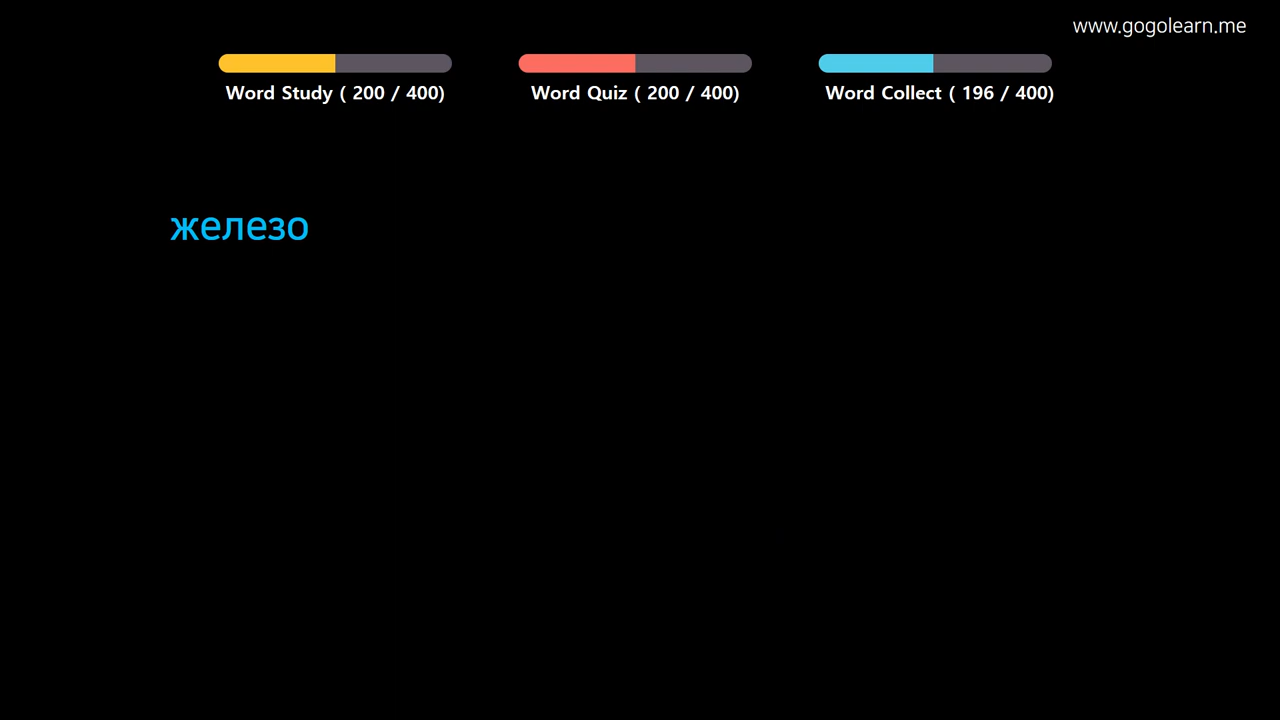 www.gogolearn.me
Word Study ( 200 / 400)
Word Quiz ( 200 / 400)
Word Collect ( 196 / 400)
железо